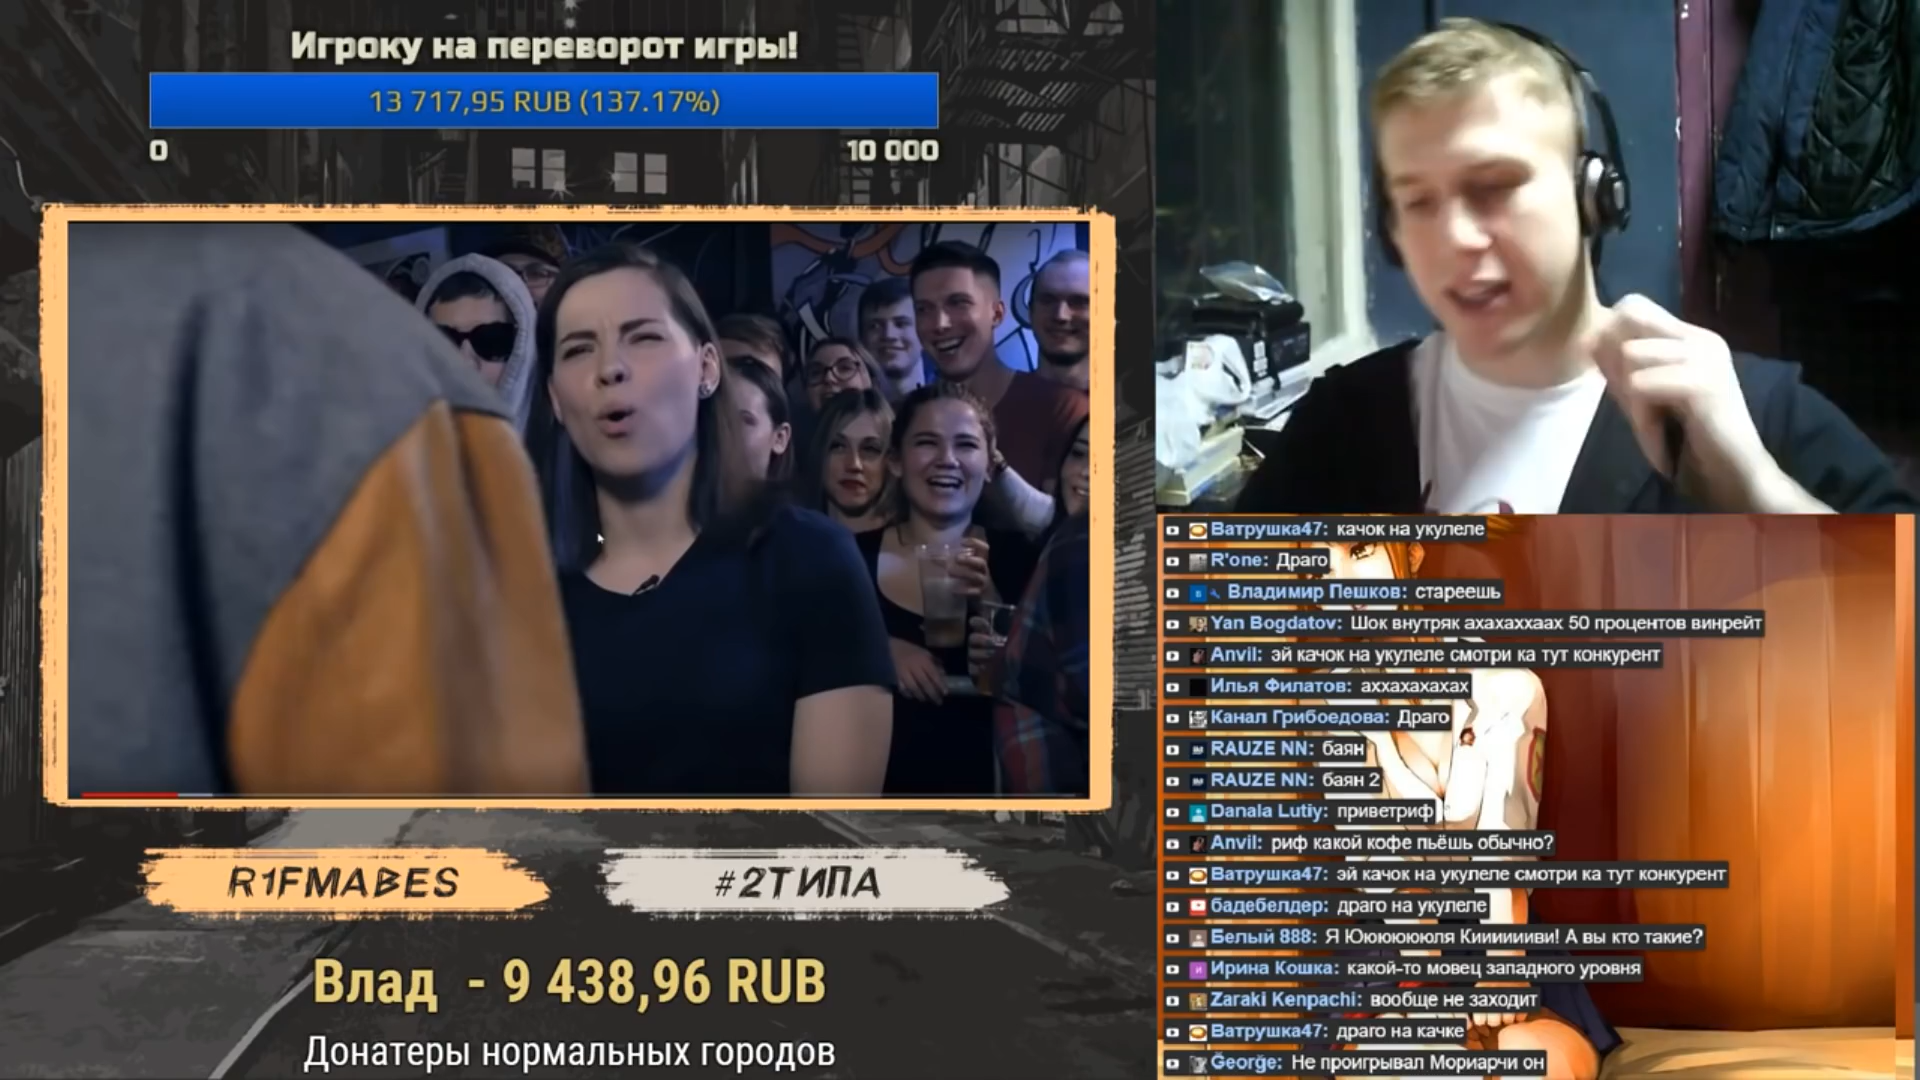 Игроку на переворот игры!
13 717,95 RUB (137.17%)
0
10 000
R1FMABES
#2ТИПА
Влад - 9 438,96 RUB
Донатеры нормальных городов
Ватрушка47: качок на укулеле
R'one: Драго
Владимир Пешков: стареешь
Yan Bogdatov: Шок внутряк ахахаххаах 50 процентов винрейт
Anvil: эй качок на укулеле смотри ка тут конкурент
Илья Филатов: аххахахахах
Канал Грибоедова: Драго
RAUZE NN: баян
RAUZE NN: баян 2
Danala Lutiy: приветриф
Anvil: риф какой кофе пьёшь обычно?
Ватрушка47: эй качок на укулеле смотри ка тут конкурент
бадебелдер: драго на укулеле
Белый 888: Я Ююююююля Кииииииви! А вы кто такие?
Ирина Кошка: какой-то мовец западного уровня
Zaraki Kenpachi: вообще не заходит
Ватрушка47: драго на качке
George: Не проигрывал Мориарчи он